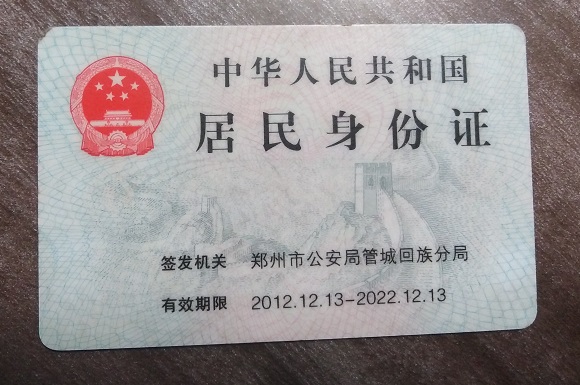 中华人民共和国
居民身份证
签发机关 郑州市公安局管城回族分局
有效期限 2012.12.13-2022.12.13